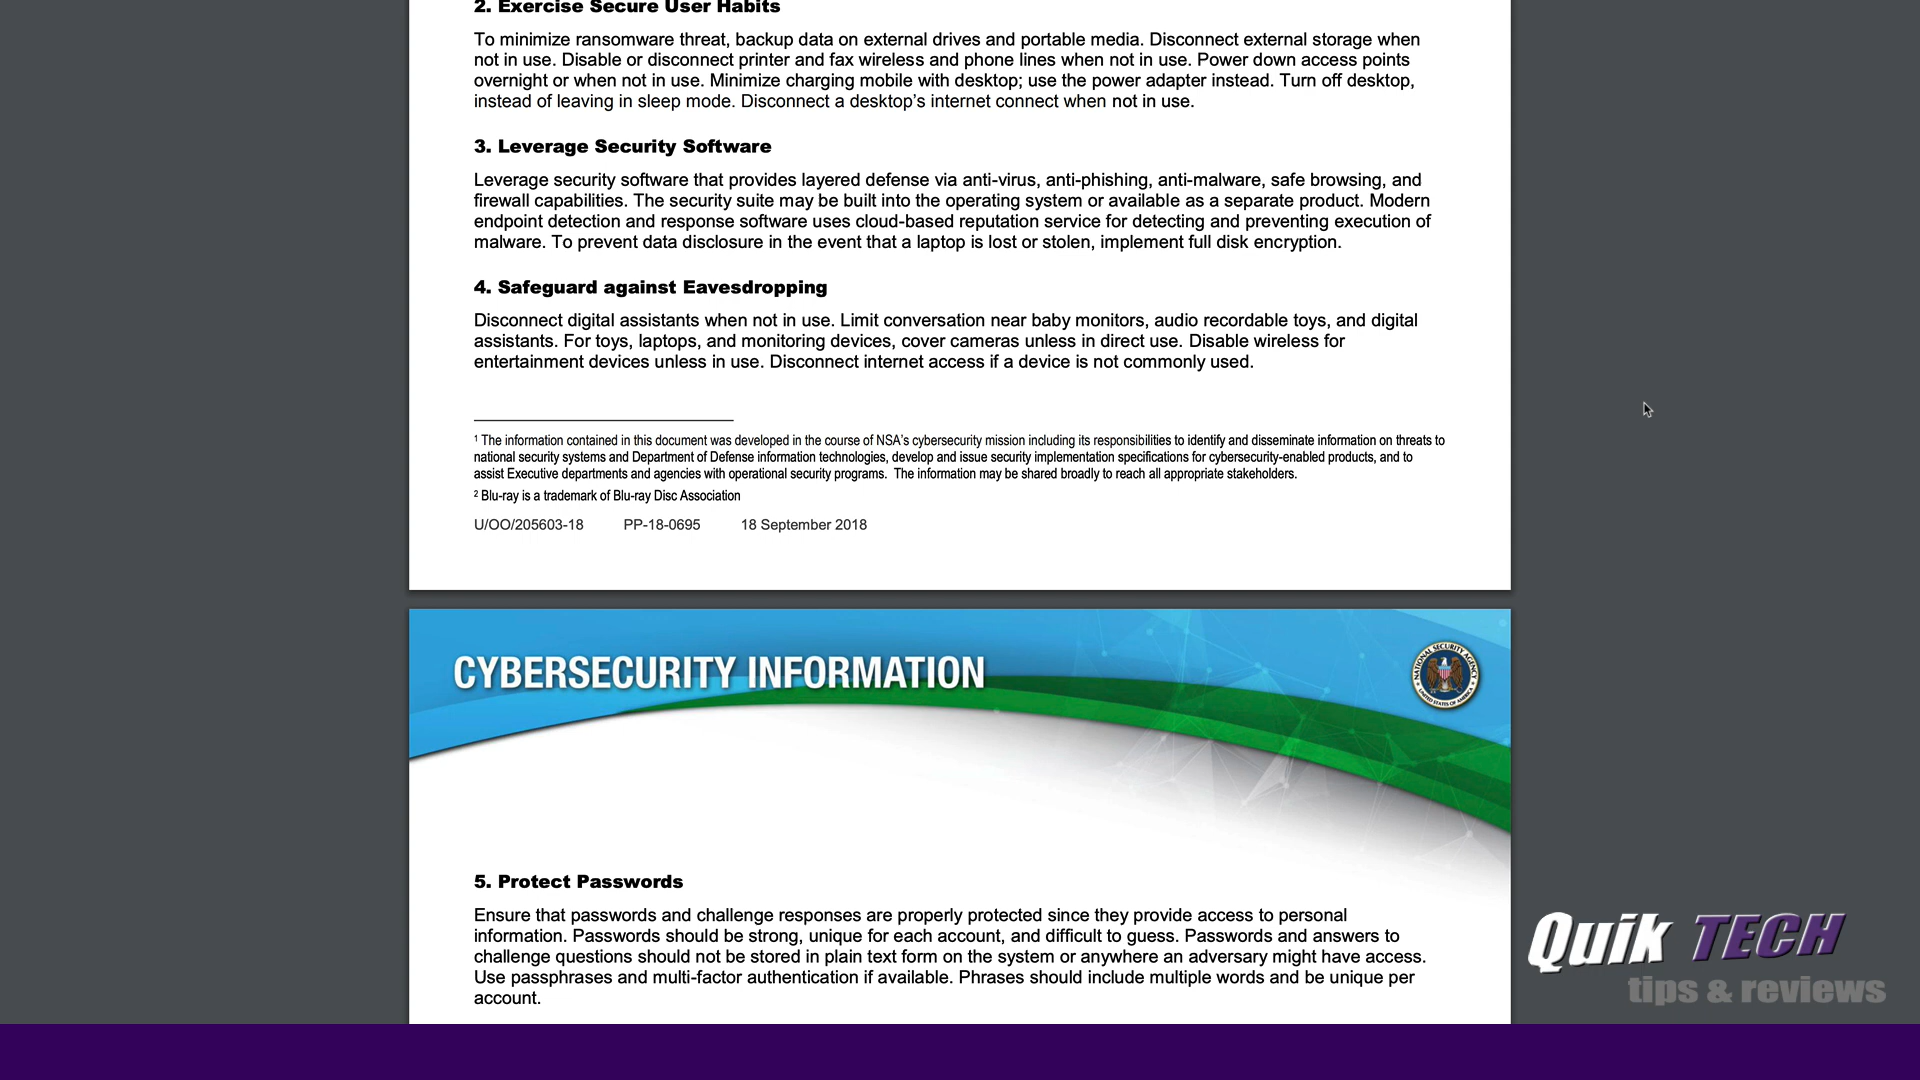 2. Exercise Secure User Habits
To minimize ransomware threat, backup data on external drives and portable media. Disconnect external storage when
not in use. Disable or disconnect printer and fax wireless and phone lines when not in use. Power down access points
overnight or when not in use. Minimize charging mobile with desktop; use the power adapter instead. Turn off desktop,
instead of leaving in sleep mode. Disconnect a desktop’s internet connect when not in use.
3. Leverage Security Software
Leverage security software that provides layered defense via anti-virus, anti-phishing, anti-malware, safe browsing, and
firewall capabilities. The security suite may be built into the operating system or available as a separate product. Modern
endpoint detection and response software uses cloud-based reputation service for detecting and preventing execution of
malware. To prevent data disclosure in the event that a laptop is lost or stolen, implement full disk encryption.
4. Safeguard against Eavesdropping
Disconnect digital assistants when not in use. Limit conversation near baby monitors, audio recordable toys, and digital
assistants. For toys, laptops, and monitoring devices, cover cameras unless in direct use. Disable wireless for
entertainment devices unless in use. Disconnect internet access if a device is not commonly used.
¹ The information contained in this document was developed in the course of NSA’s cybersecurity mission including its responsibilities to identify and disseminate information on threats to
national security systems and Department of Defense information technologies, develop and issue security implementation specifications for cybersecurity-enabled products, and to
assist Executive departments and agencies with operational security programs. The information may be shared broadly to reach all appropriate stakeholders.
² Blu-ray is a trademark of Blu-ray Disc Association
U/OO/205603-18 PP-18-0695 18 September 2018
CYBERSECURITY INFORMATION
NATIONAL SECURITY AGENCY
UNITED STATES OF AMERICA
5. Protect Passwords
Ensure that passwords and challenge responses are properly protected since they provide access to personal
information. Passwords should be strong, unique for each account, and difficult to guess. Passwords and answers to
challenge questions should not be stored in plain text form on the system or anywhere an adversary might have access.
Use passphrases and multi-factor authentication if available. Phrases should include multiple words and be unique per
account.
Quik TECH
tips & reviews